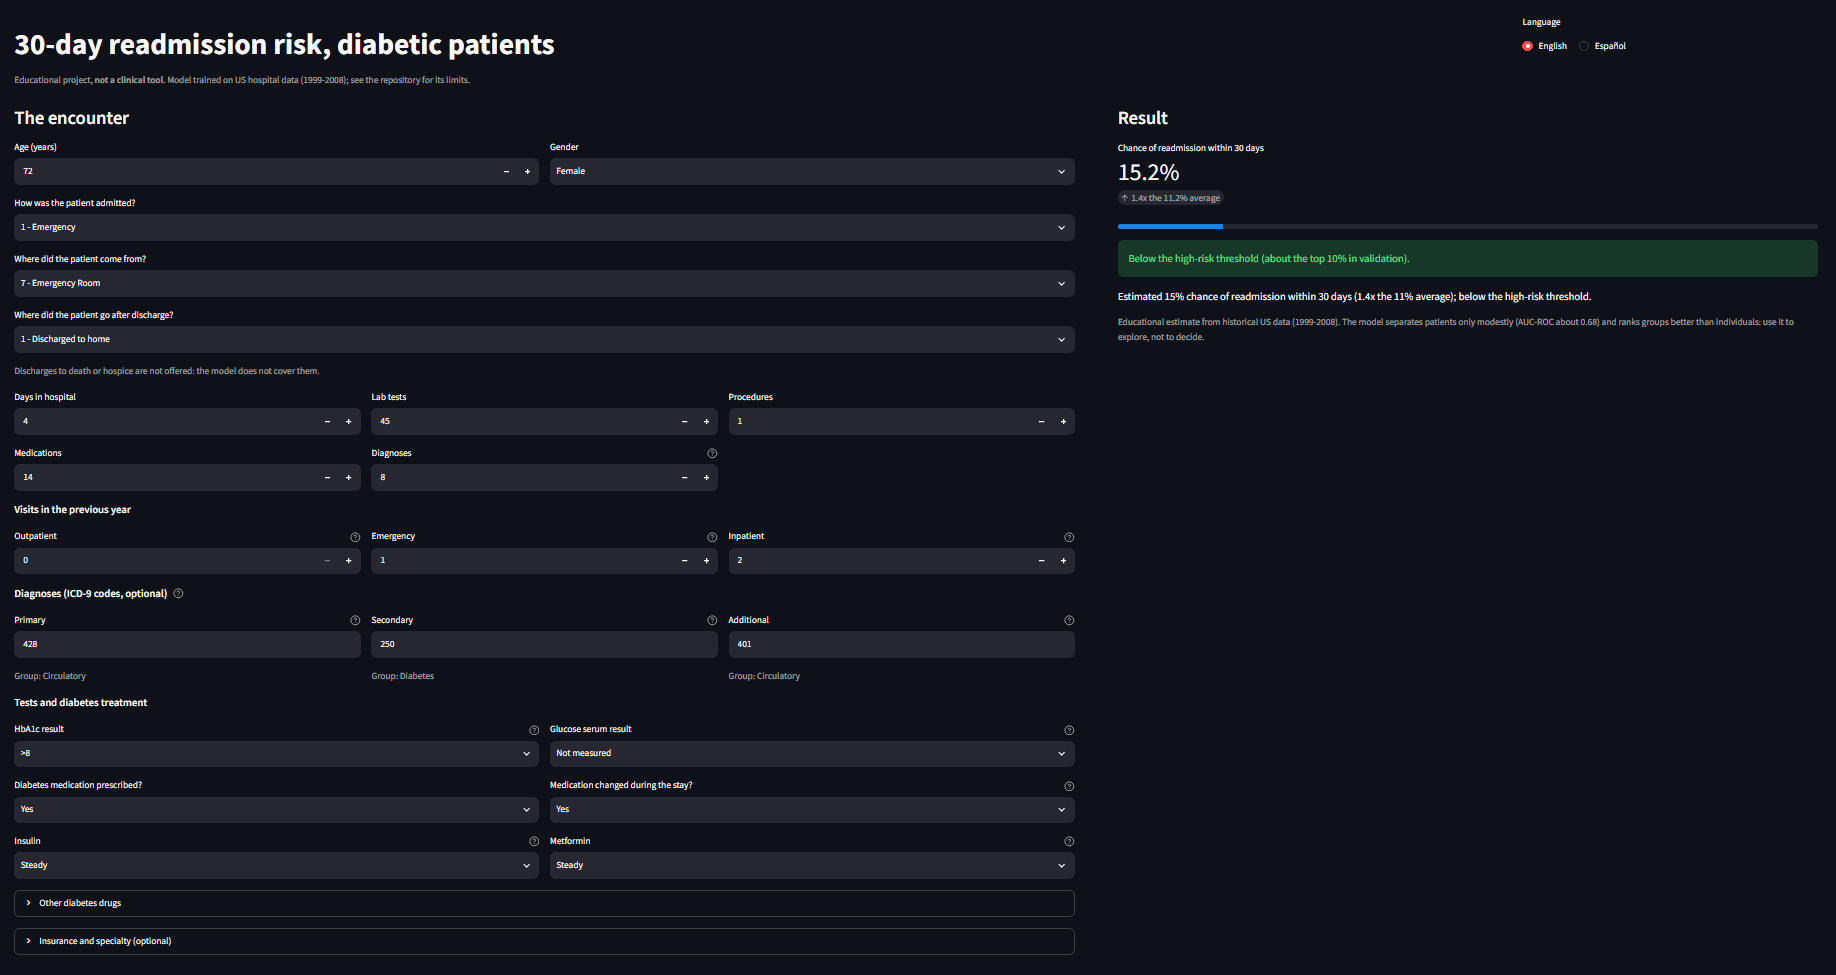 Language
English Español
30-day readmission risk, diabetic patients
Educational project, not a clinical tool. Model trained on US hospital data (1999-2008); see the repository for its limits.
The encounter
Age (years) Gender
72 − + Female
How was the patient admitted?
1 - Emergency
Where did the patient come from?
7 - Emergency Room
Where did the patient go after discharge?
1 - Discharged to home
Discharges to death or hospice are not offered: the model does not cover them.
Days in hospital Lab tests Procedures
4 − + 45 − + 1 − +
Medications Diagnoses
14 − + 8 − +
Visits in the previous year
Outpatient Emergency Inpatient
0 − + 1 − + 2 − +
Diagnoses (ICD-9 codes, optional)
Primary Secondary Additional
428 250 401
Group: Circulatory Group: Diabetes Group: Circulatory
Tests and diabetes treatment
HbA1c result Glucose serum result
>8 Not measured
Diabetes medication prescribed? Medication changed during the stay?
Yes Yes
Insulin Metformin
Steady Steady
Other diabetes drugs
Insurance and specialty (optional)
Result
Chance of readmission within 30 days
15.2%
↑ 1.4x the 11.2% average
Below the high-risk threshold (about the top 10% in validation).
Estimated 15% chance of readmission within 30 days (1.4x the 11% average); below the high-risk threshold.
Educational estimate from historical US data (1999-2008). The model separates patients only modestly (AUC-ROC about 0.68) and ranks groups better than individuals: use it to
explore, not to decide.